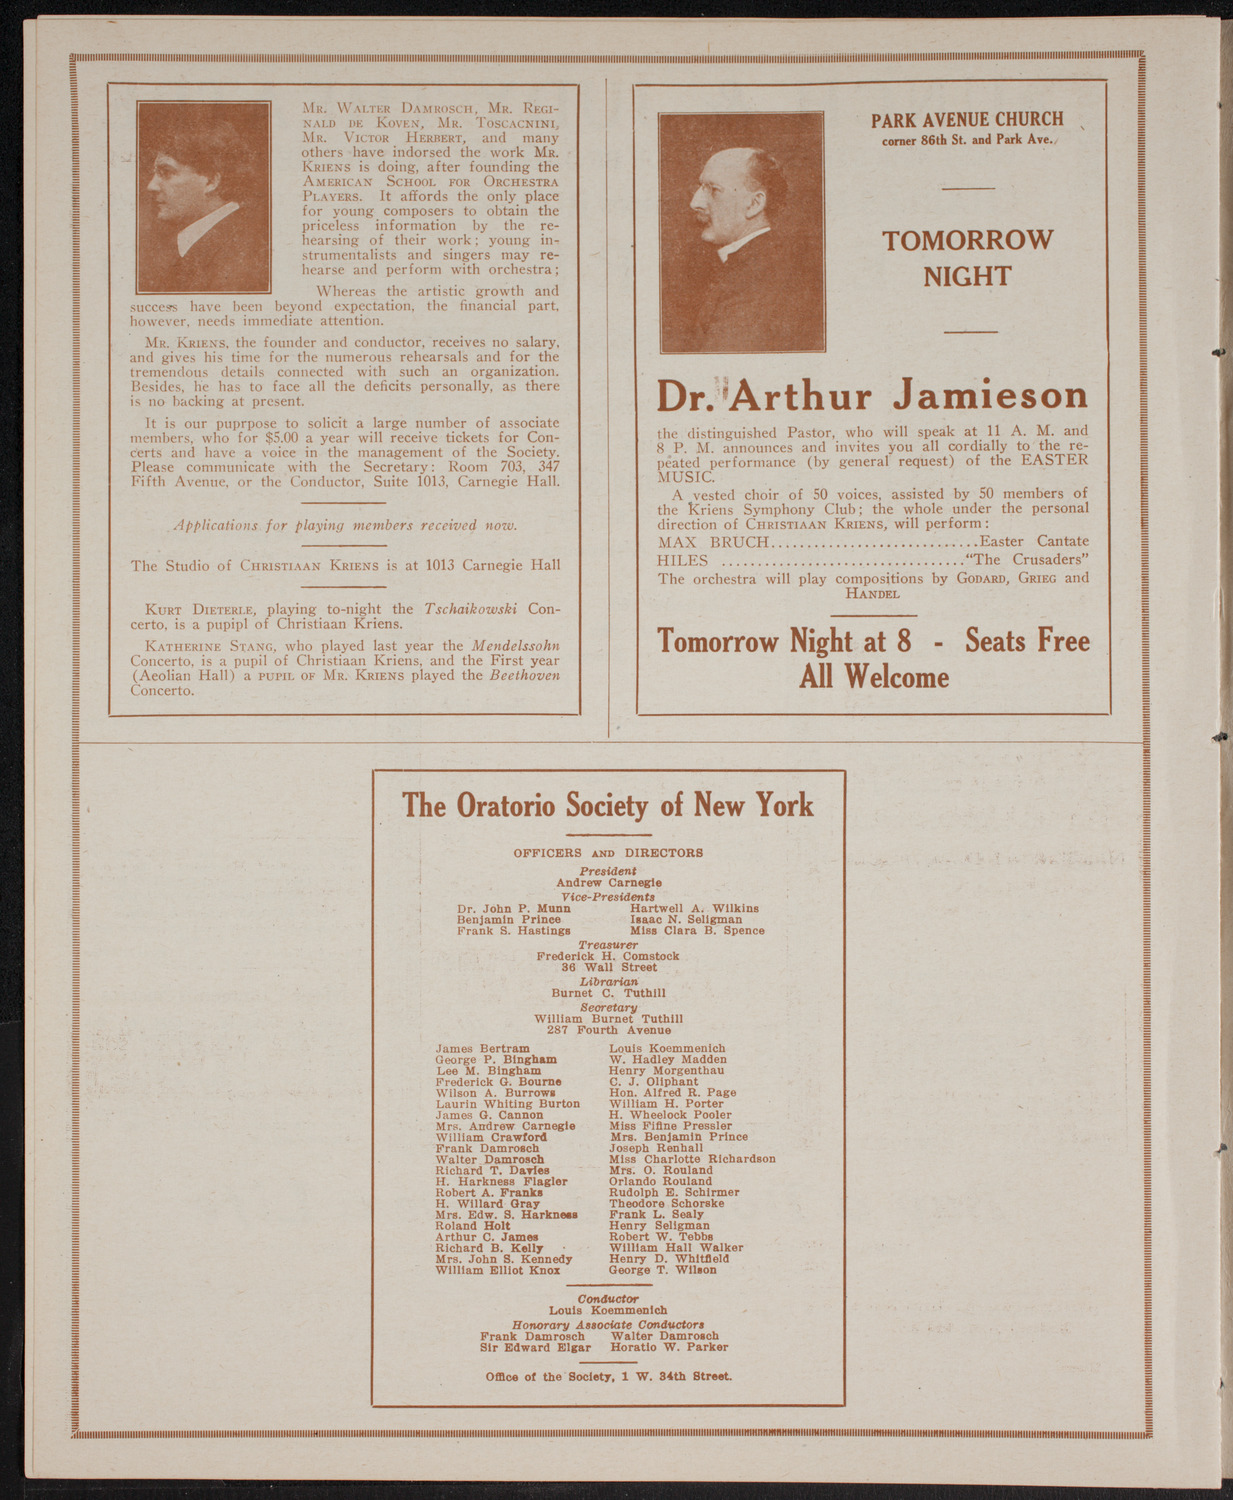 Mr. Walter Damrosch, Mr. Regi-
nald de Koven, Mr. Toscacnini,
Mr. Victor Herbert, and many
others have indorsed the work Mr.
Kriens is doing, after founding the
American School for Orchestra
Players. It affords the only place
for young composers to obtain the
priceless information by the re-
hearsing of their work; young in-
strumentalists and singers may re-
hearse and perform with orchestra;
Whereas the artistic growth and
success have been beyond expectation, the financial part,
however, needs immediate attention.
Mr. Kriens, the founder and conductor, receives no salary,
and gives his time for the numerous rehearsals and for the
tremendous details connected with such an organization.
Besides, he has to face all the deficits personally, as there
is no backing at present.
It is our puprpose to solicit a large number of associate
members, who for $5.00 a year will receive tickets for Con-
certs and have a voice in the management of the Society.
Please communicate with the Secretary: Room 703, 347
Fifth Avenue, or the Conductor, Suite 1013, Carnegie Hall.
Applications for playing members received now.
The Studio of Christiaan Kriens is at 1013 Carnegie Hall
Kurt Dieterle, playing to-night the Tschaikowski Con-
certo, is a pupipl of Christiaan Kriens.
Katherine Stang, who played last year the Mendelssohn
Concerto, is a pupil of Christiaan Kriens, and the First year
(Aeolian Hall) a pupil of Mr. Kriens played the Beethoven
Concerto.
PARK AVENUE CHURCH
corner 86th St. and Park Ave.
TOMORROW
NIGHT
Dr. Arthur Jamieson
the distinguished Pastor, who will speak at 11 A. M. and
8 P. M. announces and invites you all cordially to the re-
peated performance (by general request) of the EASTER
MUSIC.
A vested choir of 50 voices, assisted by 50 members of
the Kriens Symphony Club; the whole under the personal
direction of Christiaan Kriens, will perform:
MAX BRUCH............................Easter Cantate
HILES .................................“The Crusaders”
The orchestra will play compositions by Godard, Grieg and
Handel
Tomorrow Night at 8 - Seats Free
All Welcome
The Oratorio Society of New York
OFFICERS AND DIRECTORS
President
Andrew Carnegie
Vice-Presidents
Dr. John P. Munn Hartwell A. Wilkins
Benjamin Prince Isaac N. Seligman
Frank S. Hastings Miss Clara B. Spence
Treasurer
Frederick H. Comstock
36 Wall Street
Librarian
Burnet C. Tuthill
Secretary
William Burnet Tuthill
287 Fourth Avenue
James Bertram Louis Koemmenich
George P. Bingham W. Hadley Madden
Lee M. Bingham Henry Morgenthau
Frederick G. Bourne C. J. Oliphant
Wilson A. Burrows Hon. Alfred R. Page
Laurin Whiting Burton William H. Porter
James G. Cannon H. Wheelock Pooler
Mrs. Andrew Carnegie Miss Fifine Pressler
William Crawford Mrs. Benjamin Prince
Frank Damrosch Joseph Renhall
Walter Damrosch Miss Charlotte Richardson
Richard T. Davies Mrs. O. Rouland
H. Harkness Flagler Orlando Rouland
Robert A. Franks Rudolph E. Schirmer
H. Willard Gray Theodore Schorske
Mrs. Edw. S. Harkness Frank L. Sealy
Roland Holt Henry Seligman
Arthur C. James Robert W. Tebbs
Richard B. Kelly William Hall Walker
Mrs. John S. Kennedy Henry D. Whitfield
William Elliot Knox George T. Wilson
Conductor
Louis Koemmenich
Honorary Associate Conductors
Frank Damrosch Walter Damrosch
Sir Edward Elgar Horatio W. Parker
Office of the Society, 1 W. 34th Street.